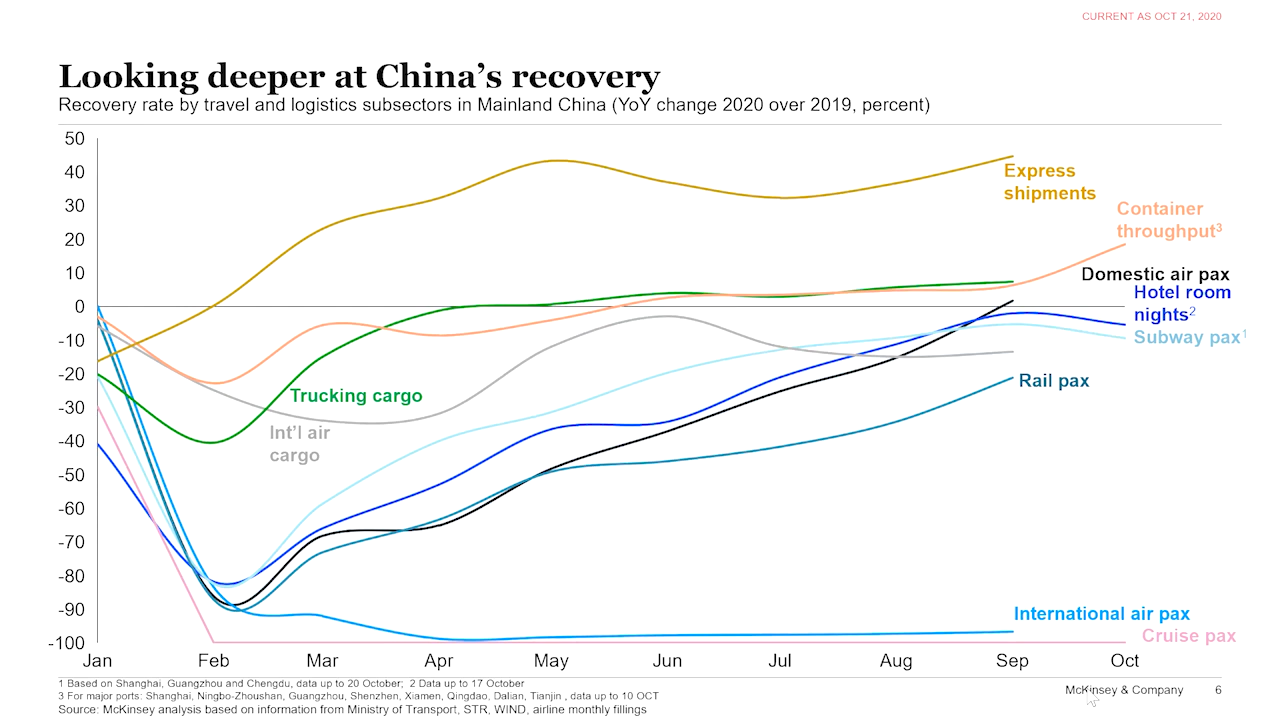 CURRENT AS OCT 21, 2020
Looking deeper at China’s recovery
Recovery rate by travel and logistics subsectors in Mainland China (YoY change 2020 over 2019, percent)
50
40
30
20
10
0
-10
-20
-30
-40
-50
-60
-70
-80
-90
-100
Express
shipments
Container
throughput3
Domestic air pax
Hotel room
nights2
Subway pax1
Rail pax
Trucking cargo
Int’l air
cargo
International air pax
Cruise pax
Jan Feb Mar Apr May Jun Jul Aug Sep Oct
1 Based on Shanghai, Guangzhou and Chengdu, data up to 20 October; 2 Data up to 17 October
3 For major ports: Shanghai, Ningbo-Zhoushan, Guangzhou, Shenzhen, Xiamen, Qingdao, Dalian, Tianjin , data up to 10 OCT
Source: McKinsey analysis based on information from Ministry of Transport, STR, WIND, airline monthly fillings
McKinsey & Company 6